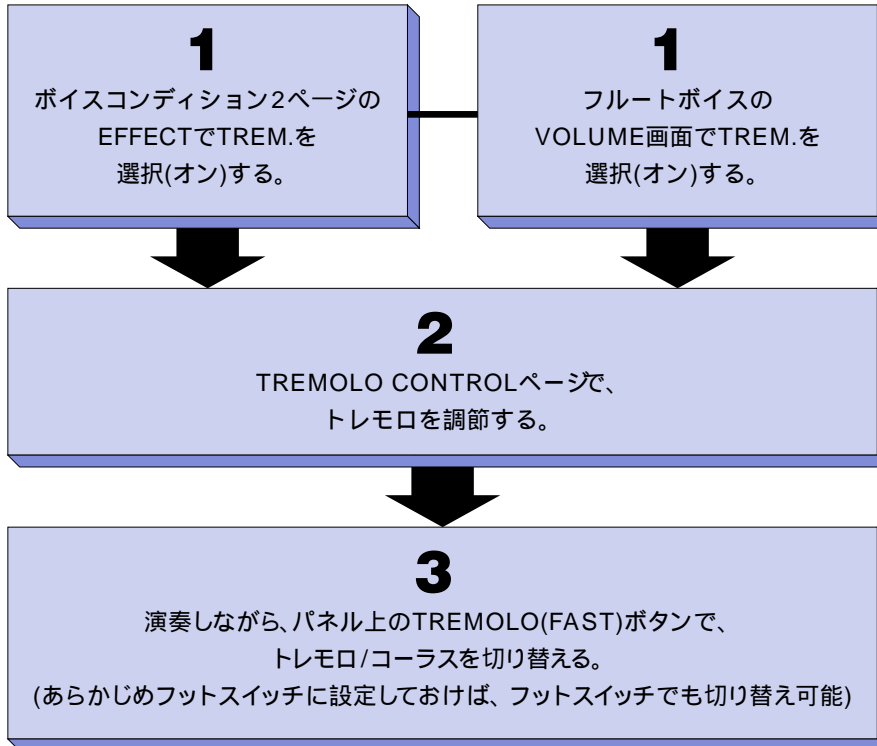 1
ボイスコンディション2ページの
EFFECTでTREM.を
選択(オン)する。
1
フルートボイスの
VOLUME画面でTREM.を
選択(オン)する。
2
TREMOLO CONTROLページで、
トレモロを調節する。
3
演奏しながら、パネル上のTREMOLO(FAST)ボタンで、
トレモロ/コーラスを切り替える。
(あらかじめフットスイッチに設定しておけば、フットスイッチでも切り替え可能)